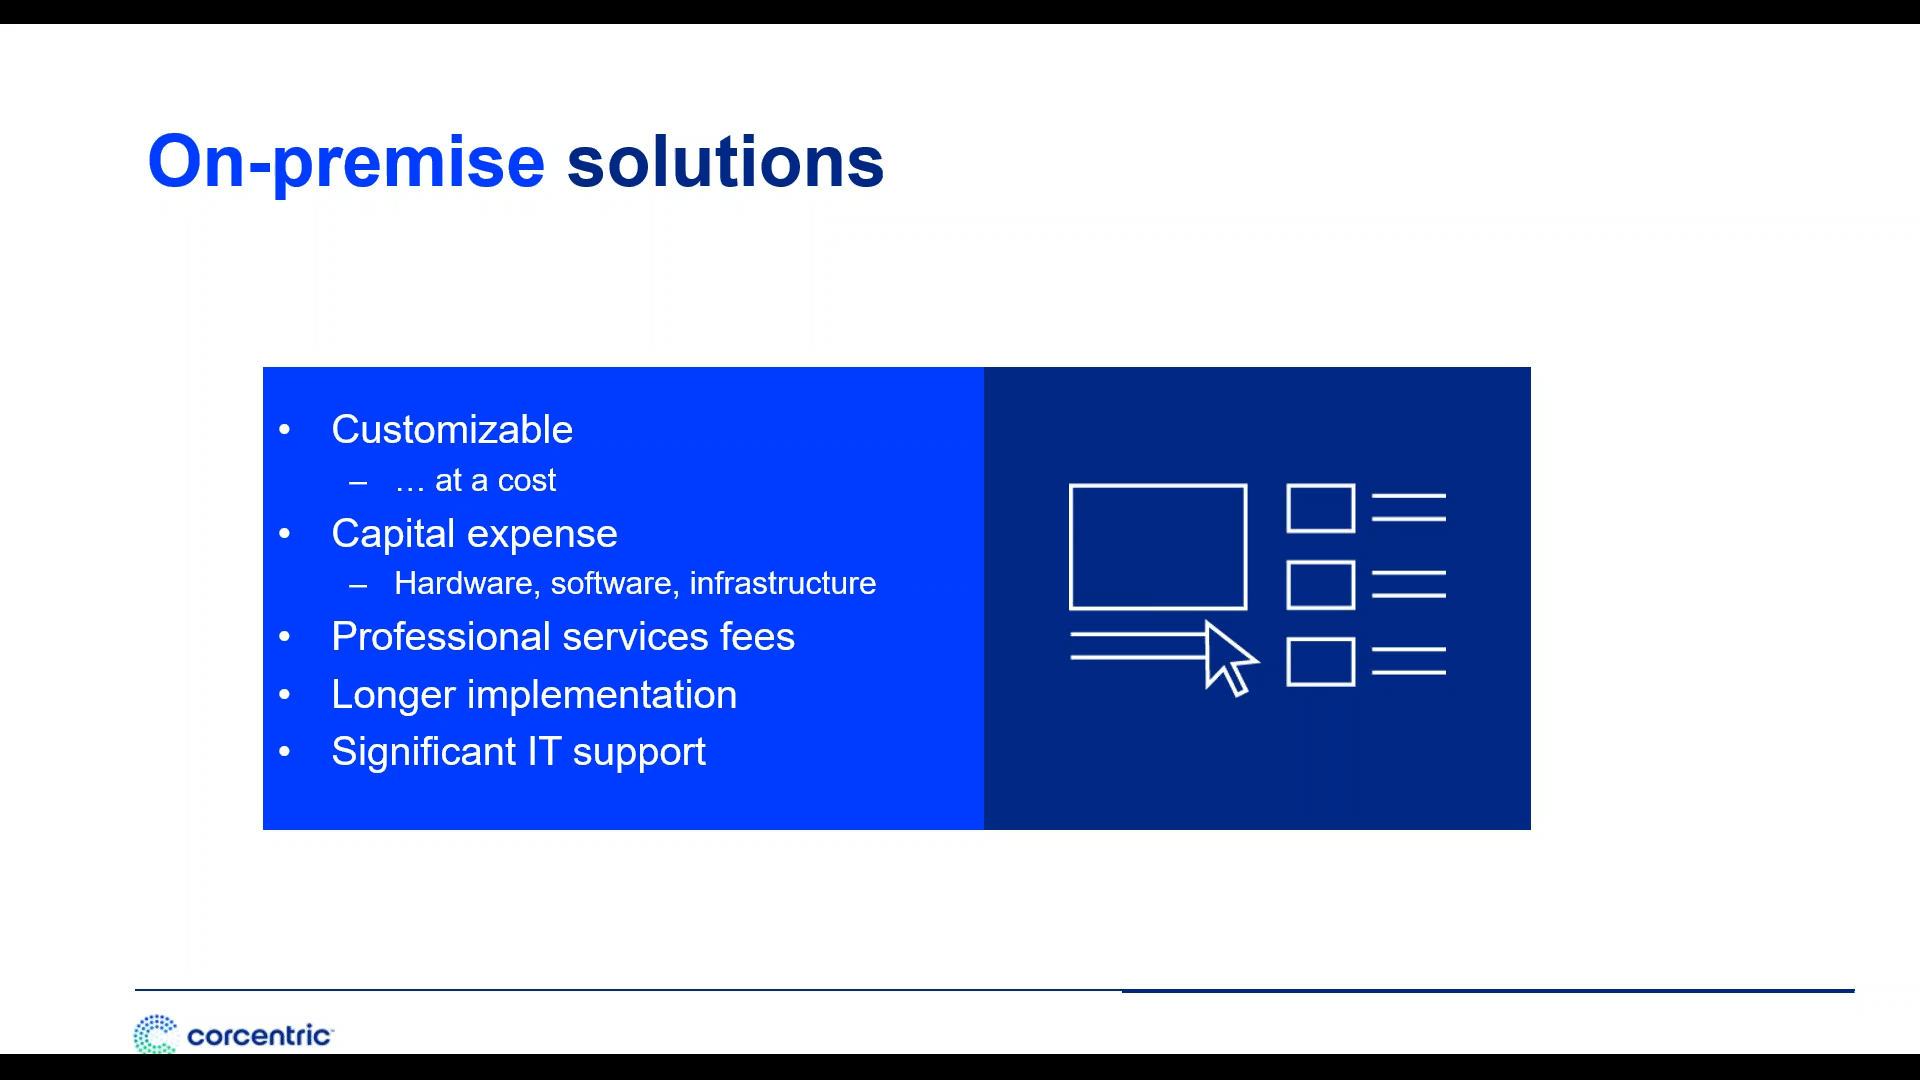 On-premise solutions
• Customizable
– … at a cost
• Capital expense
– Hardware, software, infrastructure
• Professional services fees
• Longer implementation
• Significant IT support
corcentric